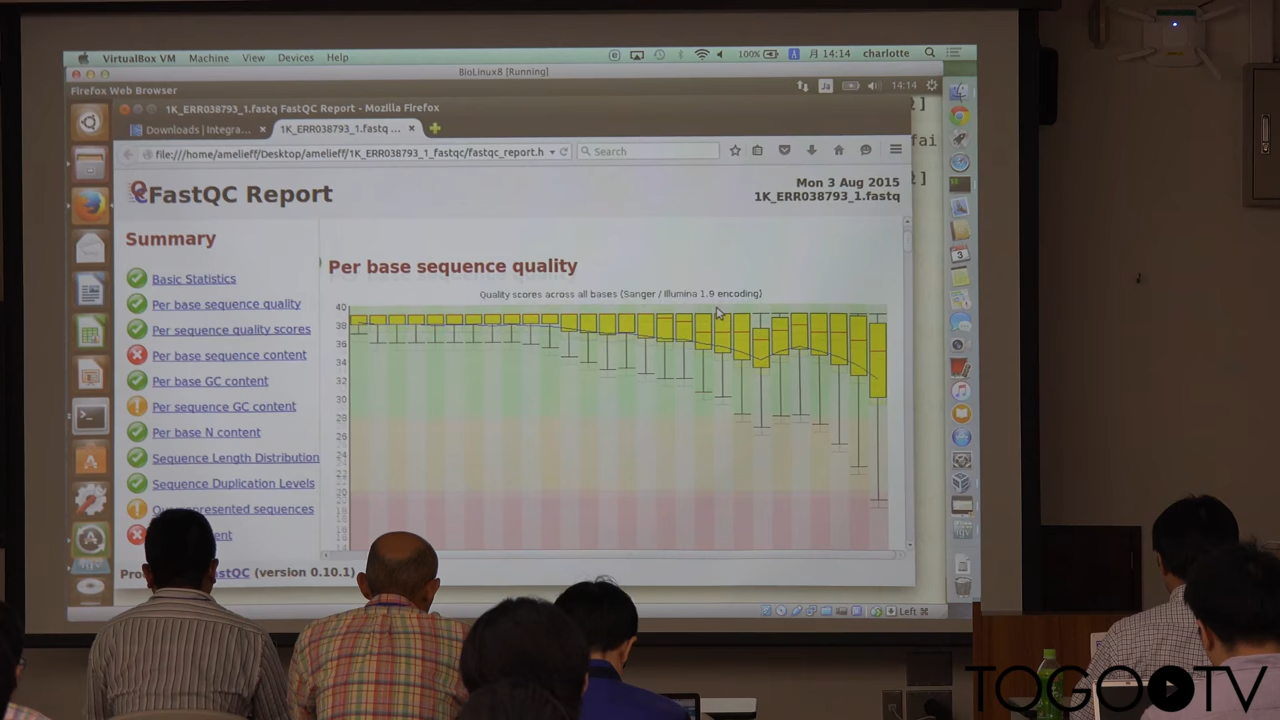 VirtualBox VM Machine View Devices Help 100% A 月 14:14 charlotte
BioLinux8 [Running]
Firefox Web Browser Ja 14:14
1K_ERR038793_1.fastq FastQC Report - Mozilla Firefox
Downloads | Integra... 1K_ERR038793_1.fastq ...
file:///home/amelieff/Desktop/amelieff/1K_ERR038793_1_fastqc/fastqc_report.h Search
FastQC Report
Mon 3 Aug 2015
1K_ERR038793_1.fastq
Summary
Basic Statistics
Per base sequence quality
Per sequence quality scores
Per base sequence content
Per base GC content
Per sequence GC content
Per base N content
Sequence Length Distribution
Sequence Duplication Levels
Per base sequence quality
Quality scores across all bases (Sanger / Illumina 1.9 encoding)
40
38
36
34
32
30
28
26
24
22
20
(version 0.10.1)
Left ⌘
TOGOTV